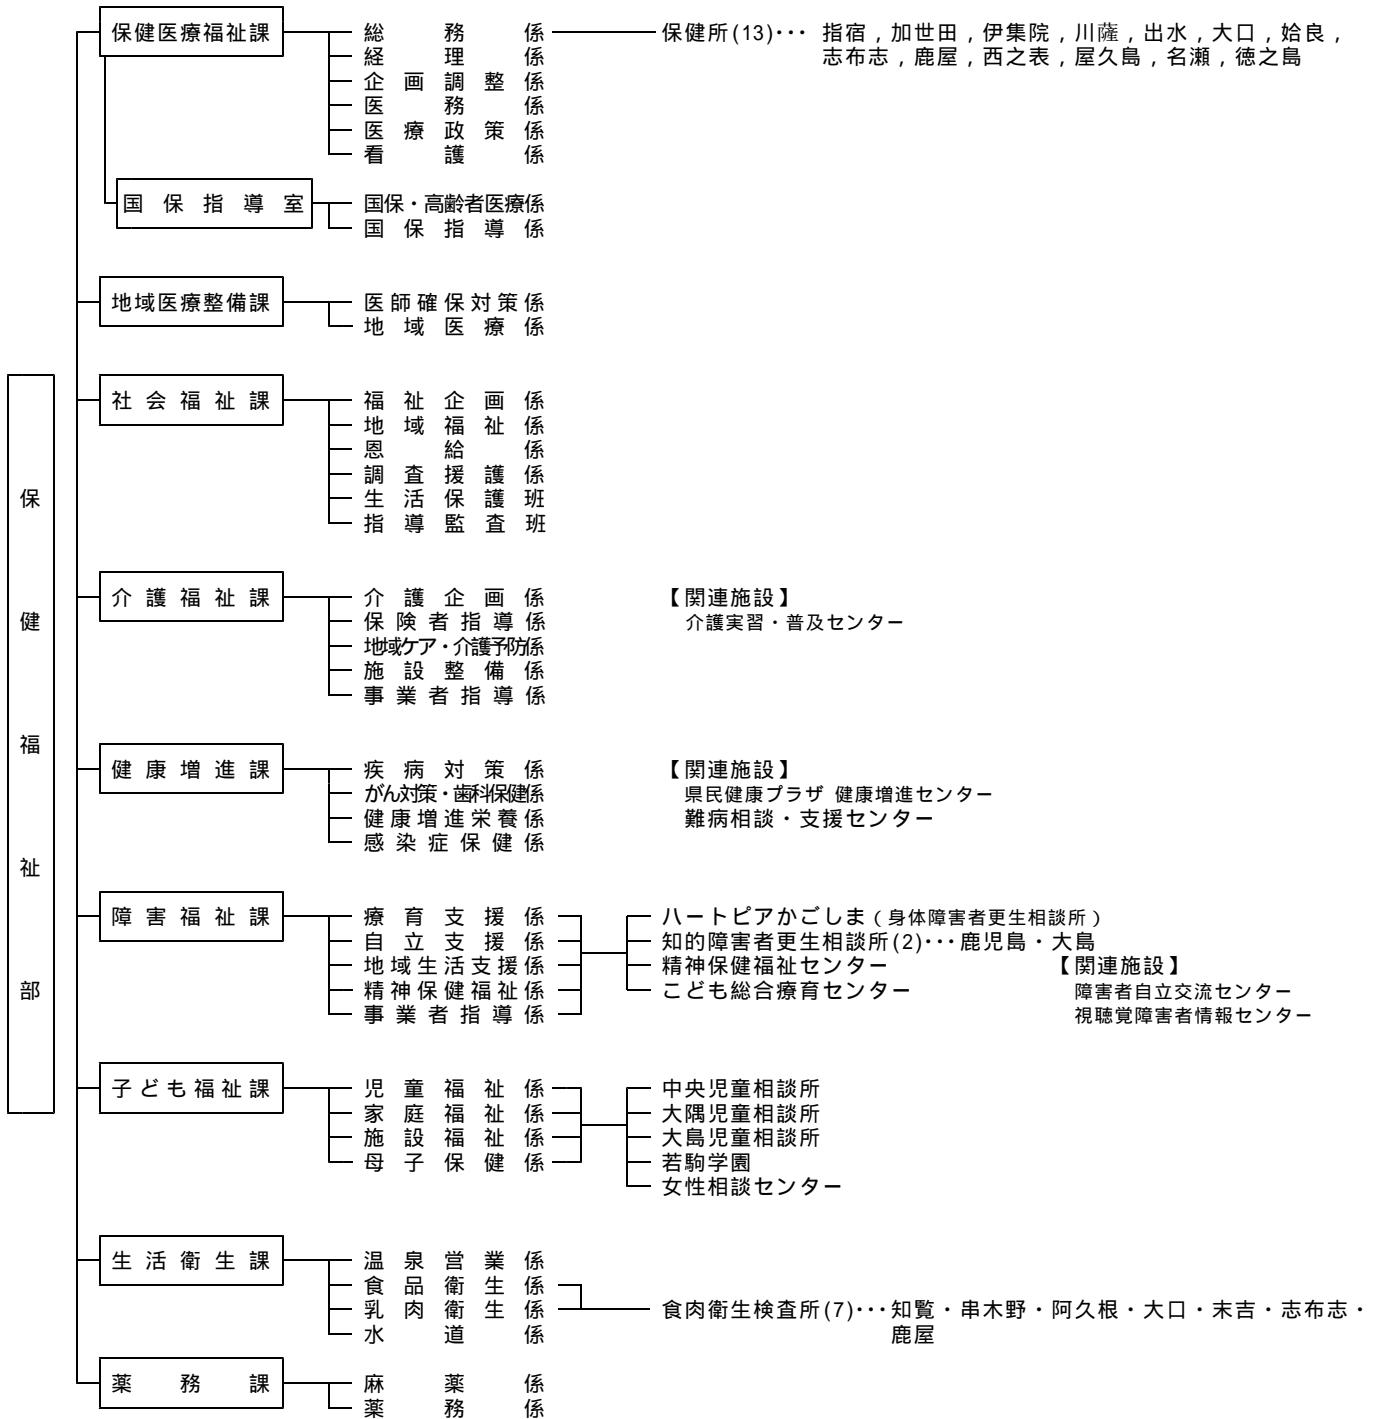 保健医療福祉課 総務係 保健所(13)･･･ 指宿，加世田，伊集院，川薩，出水，大口，姶良，
経理係 志布志，鹿屋，西之表，屋久島，名瀬，徳之島
企画調整係
医務係
医療政策係
看護係
国保指導室 国保・高齢者医療係
国保指導係
地域医療整備課 医師確保対策係
地域医療係
社会福祉課 福祉企画係
地域福祉係
恩給係
調査援護係
生活保護班
指導監査班
保健福祉部
介護福祉課 介護企画係 【関連施設】
保険者指導係 介護実習・普及センター
地域ケア・介護予防係
施設整備係
事業者指導係
健康増進課 疾病対策係 【関連施設】
がん対策・歯科保健係 県民健康プラザ 健康増進センター
健康増進栄養係 難病相談・支援センター
感染症保健係
障害福祉課 療育支援係 ハートピアかごしま（身体障害者更生相談所）
自立支援係 知的障害者更生相談所(2)･･･鹿児島・大島
地域生活支援係 精神保健福祉センター 【関連施設】
精神保健福祉係 こども総合療育センター 障害者自立交流センター
事業者指導係 視聴覚障害者情報センター
子ども福祉課 児童福祉係 中央児童相談所
家庭福祉係 大隅児童相談所
施設福祉係 大島児童相談所
母子保健係 若駒学園
女性相談センター
生活衛生課 温泉営業係
食品衛生係
乳肉衛生係 食肉衛生検査所(7)･･･知覧・串木野・阿久根・大口・末吉・志布志・
水道係 鹿屋
薬務課 麻薬係
薬務係